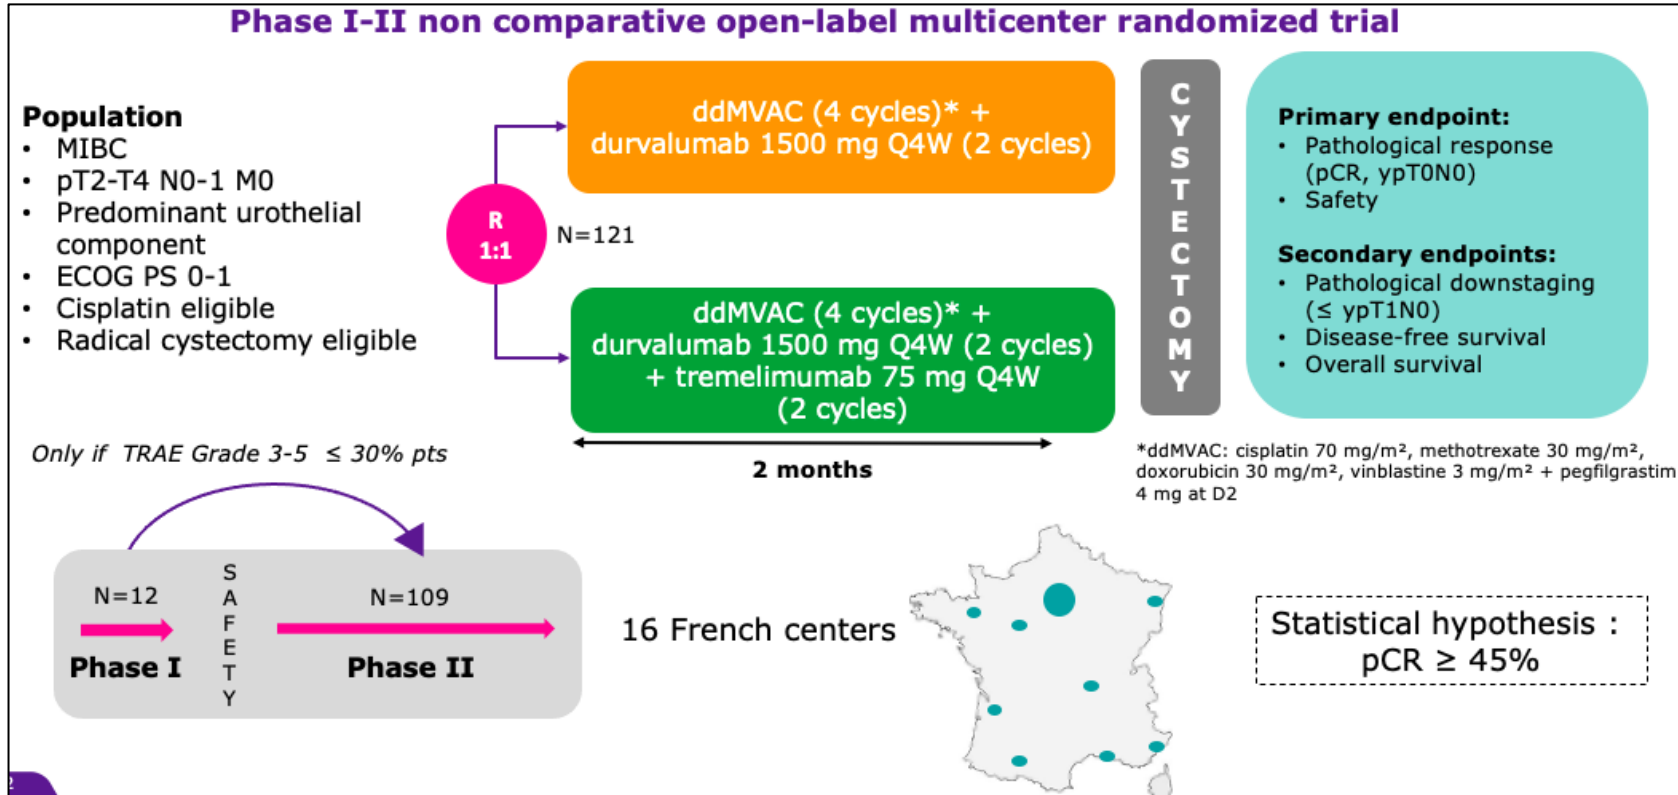 Phase I-II non comparative open-label multicenter randomized trial
Population
• MIBC
• pT2-T4 N0-1 M0
• Predominant urothelial
component
• ECOG PS 0-1
• Cisplatin eligible
• Radical cystectomy eligible
R
1:1
N=121
ddMVAC (4 cycles)* +
durvalumab 1500 mg Q4W (2 cycles)
ddMVAC (4 cycles)* +
durvalumab 1500 mg Q4W (2 cycles)
+ tremelimumab 75 mg Q4W
(2 cycles)
2 months
CYSTECTOMY
Primary endpoint:
• Pathological response
(pCR, ypT0N0)
• Safety
Secondary endpoints:
• Pathological downstaging
(≤ ypT1N0)
• Disease-free survival
• Overall survival
*ddMVAC: cisplatin 70 mg/m², methotrexate 30 mg/m²,
doxorubicin 30 mg/m², vinblastine 3 mg/m² + pegfilgrastim
4 mg at D2
Only if TRAE Grade 3-5 ≤ 30% pts
N=12
Phase I
SAFETY
N=109
Phase II
16 French centers
Statistical hypothesis :
pCR ≥ 45%